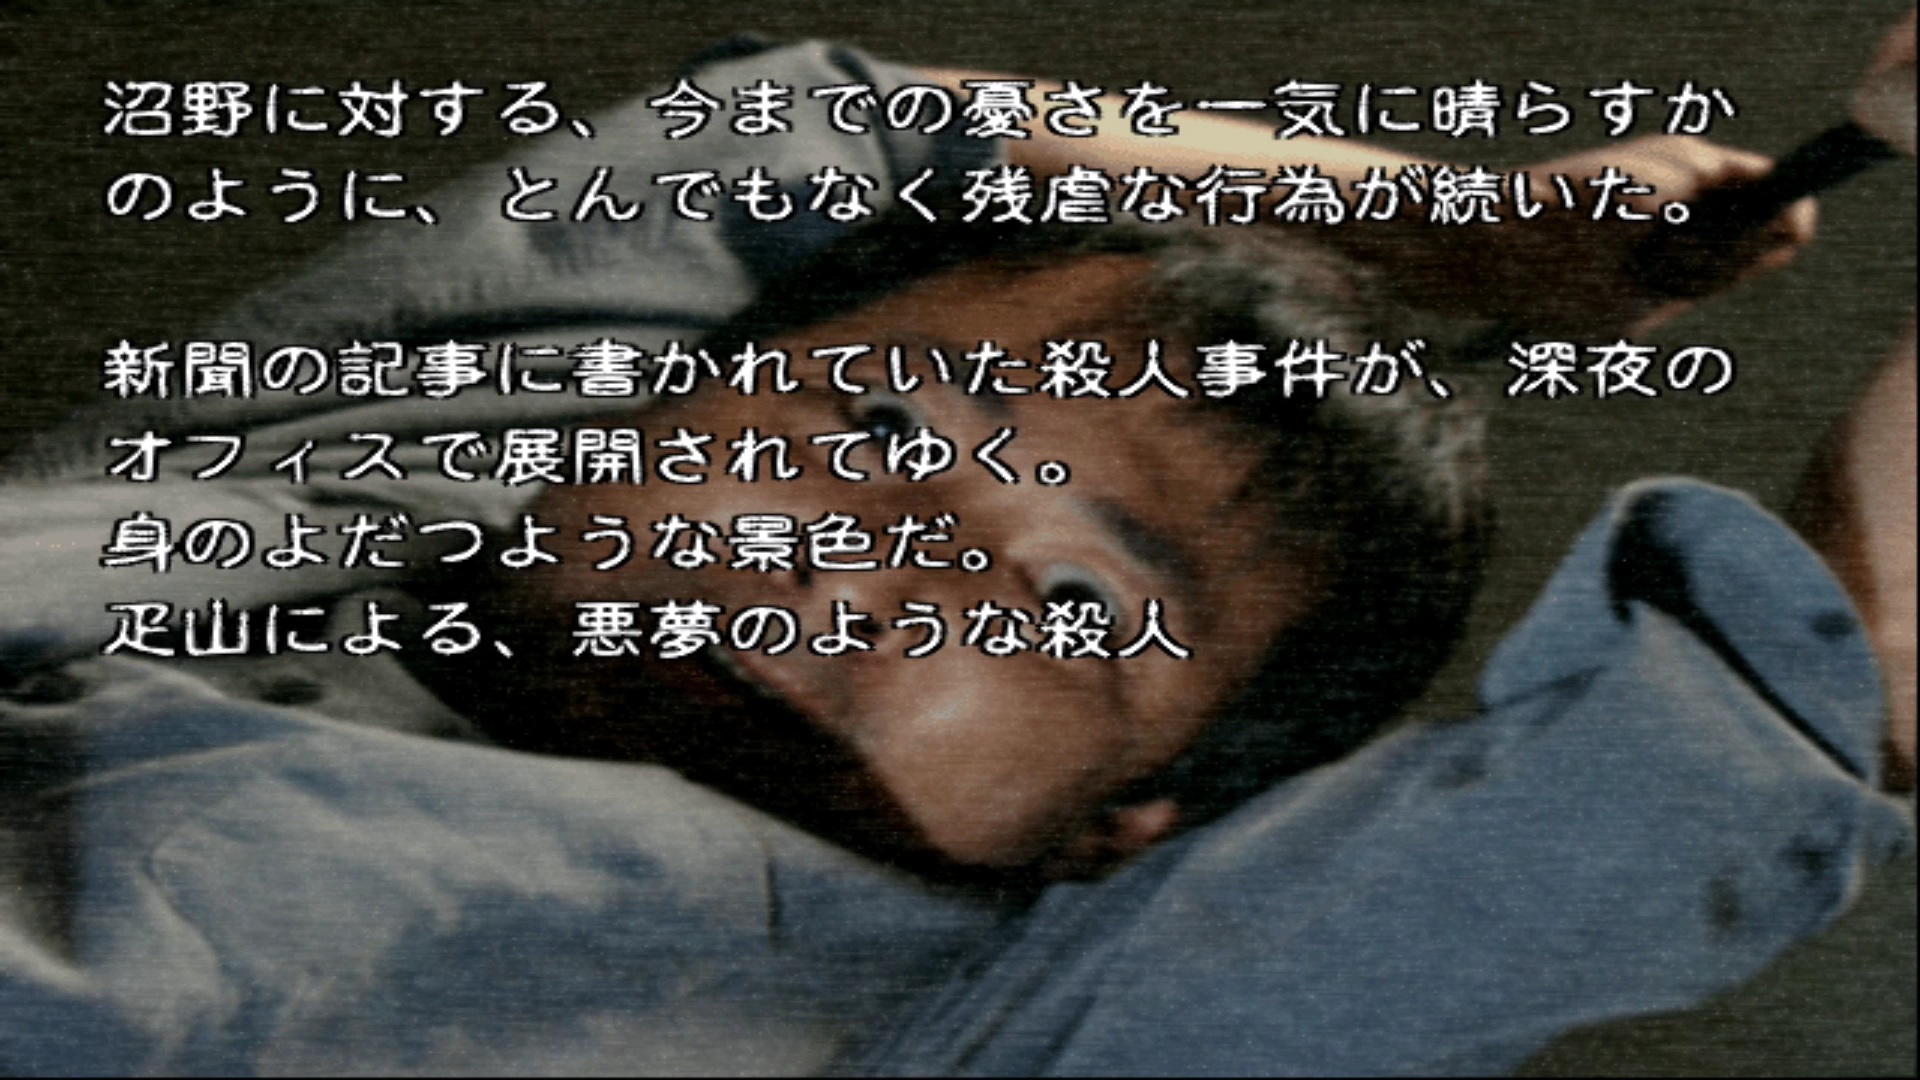 沼野に対する、今までの憂さを一気に晴らすか
のように、とんでもなく残虐な行為が続いた。
新聞の記事に書かれていた殺人事件が、深夜の
オフィスで展開されてゆく。
身のよだつような景色だ。
疋山による、悪夢のような殺人